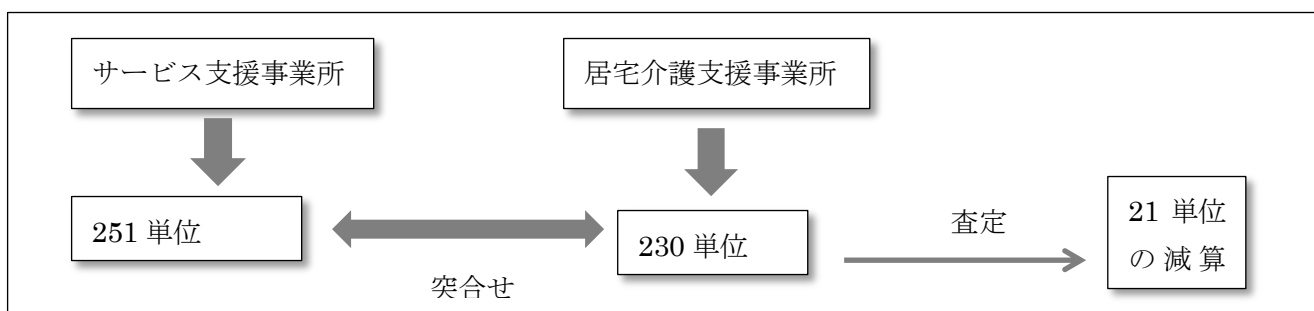 サービス支援事業所
居宅介護支援事業所
251 単位
突合せ
230 単位
査定
21 単位
の減算